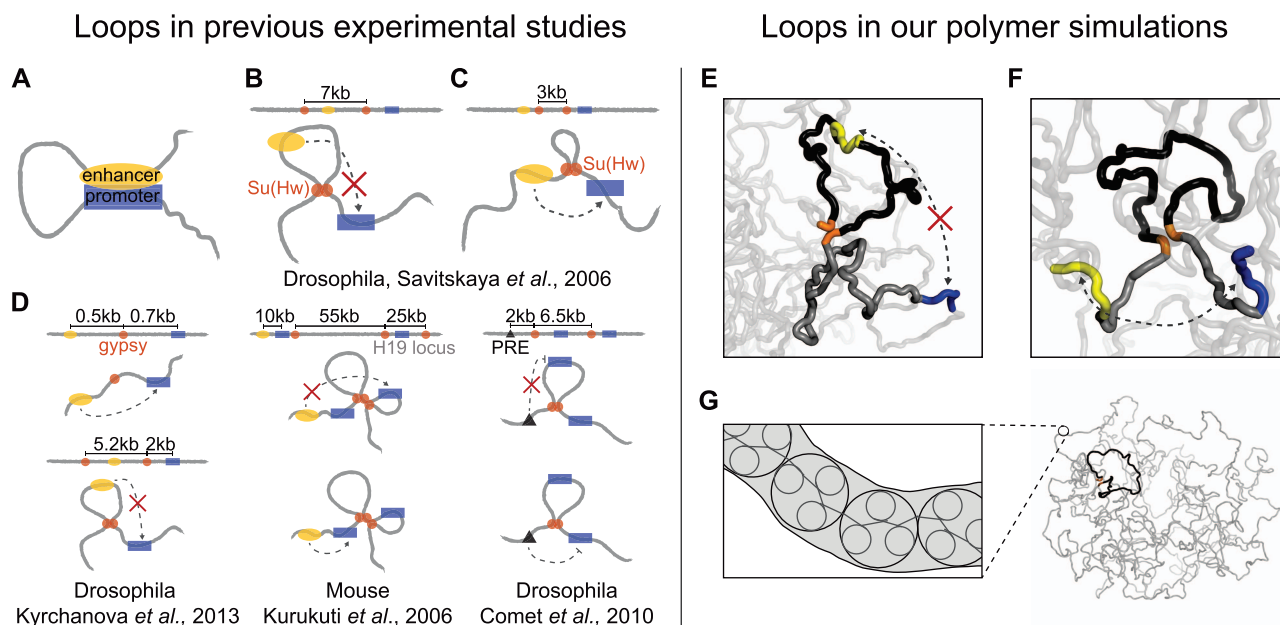 Loops in previous experimental studies
Loops in our polymer simulations
A
enhancer
promoter
B
7kb
Su(Hw)
C
3kb
Su(Hw)
Drosophila, Savitskaya et al., 2006
D
0.5kb 0.7kb
gypsy
5.2kb 2kb
Drosophila
Kyrchanova et al., 2013
10kb 55kb 25kb
H19 locus
Mouse
Kurukuti et al., 2006
2kb 6.5kb
PRE
Drosophila
Comet et al., 2010
E
F
G